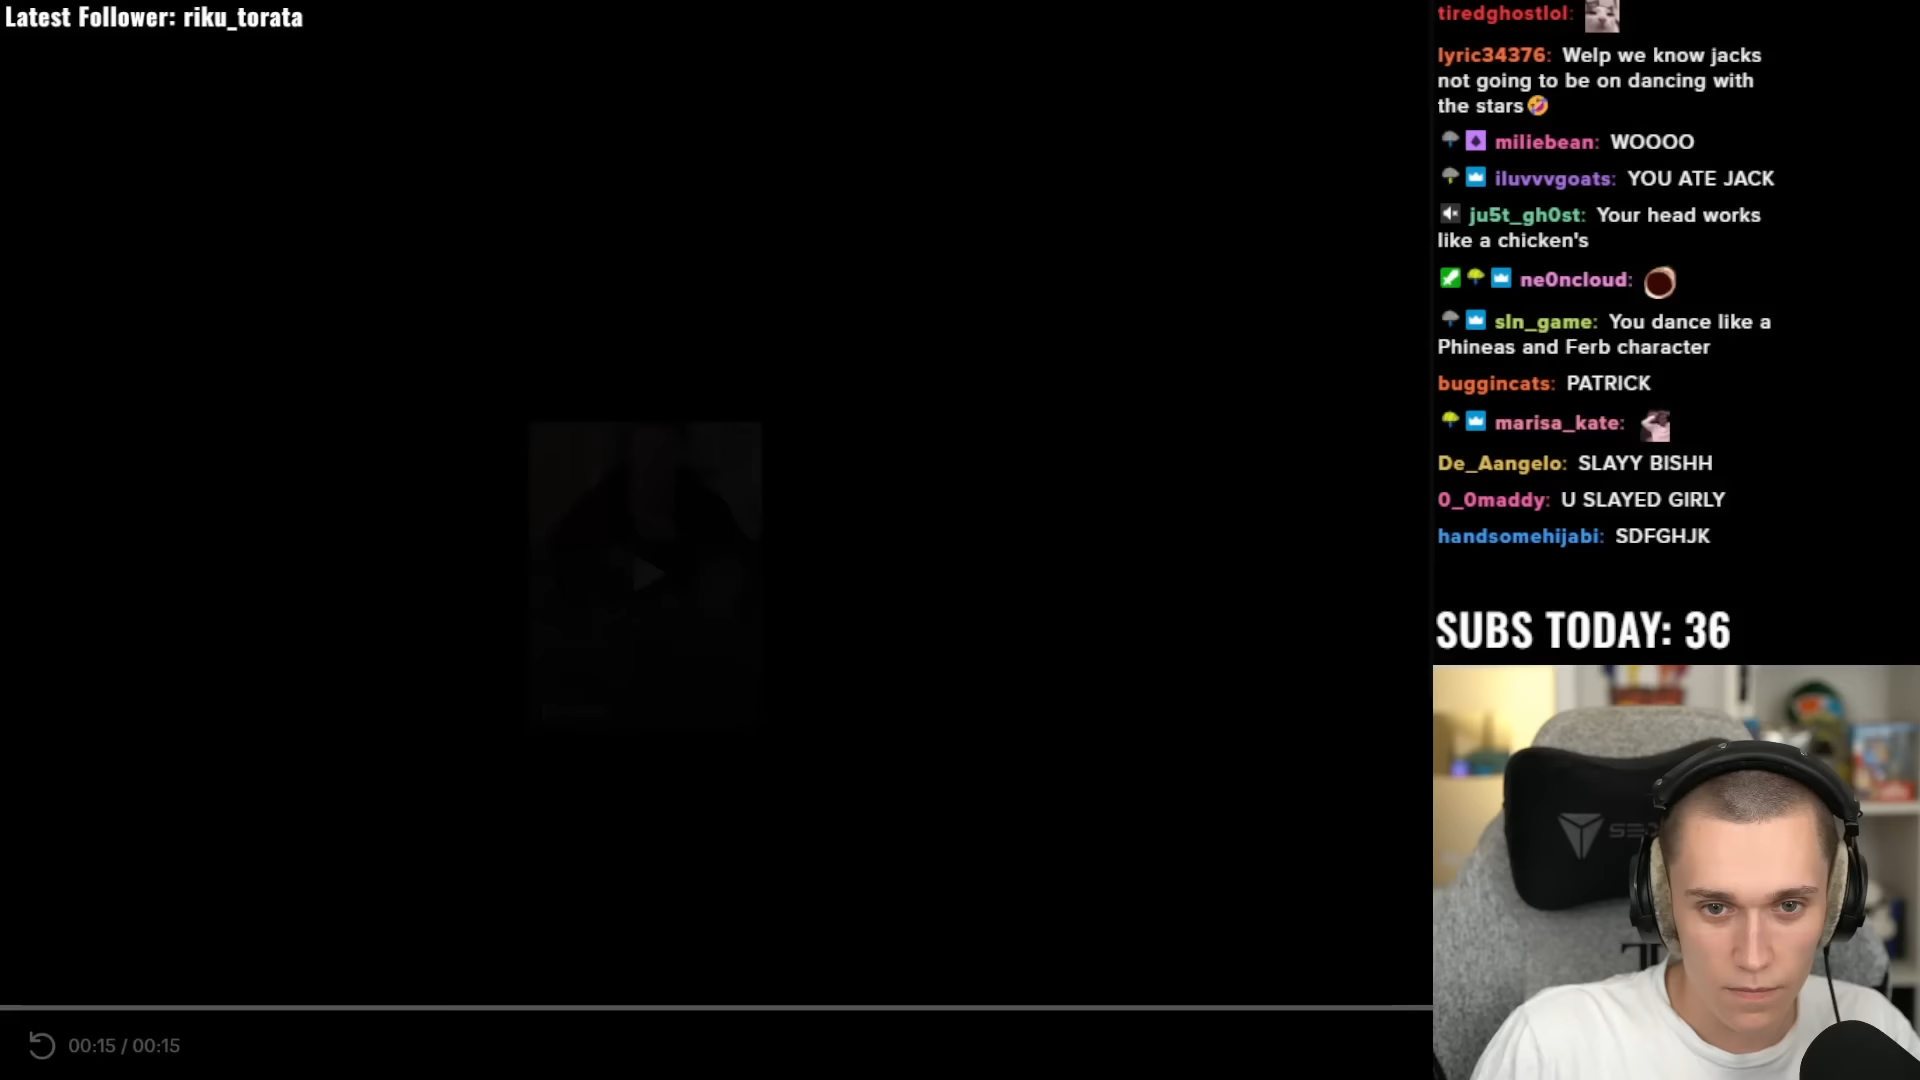 Latest Follower: riku_torata
tiredghostlol:
lyric34376: Welp we know jacks
not going to be on dancing with
the stars🤣
miliebean: WOOOO
iluvvvgoats: YOU ATE JACK
ju5t_gh0st: Your head works
like a chicken's
ne0ncloud:
sln_game: You dance like a
Phineas and Ferb character
buggincats: PATRICK
marisa_kate:
De_Aangelo: SLAYY BISHH
0_0maddy: U SLAYED GIRLY
handsomehijabi: SDFGHJK
SUBS TODAY: 36
00:15 / 00:15